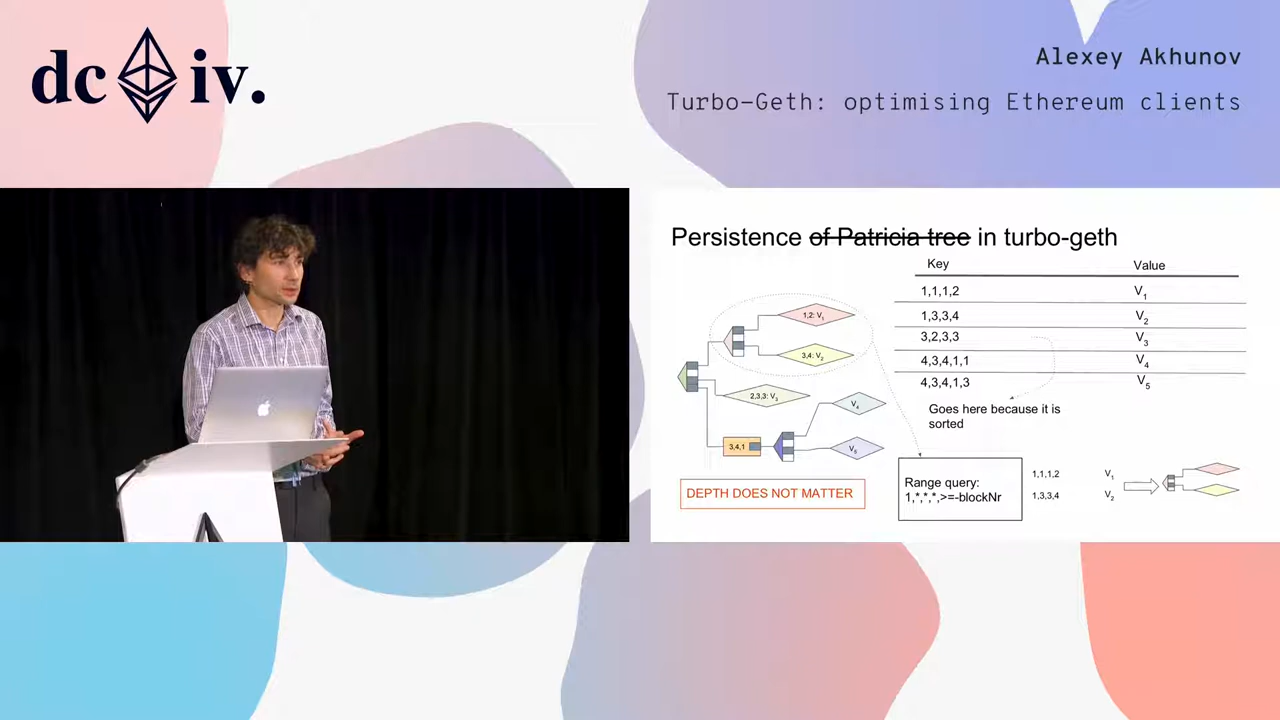 dc iv.
Alexey Akhunov
Turbo-Geth: optimising Ethereum clients
Persistence of Patricia tree in turbo-geth
Key Value
1,1,1,2 V1
1,3,3,4 V2
3,2,3,3 V3
4,3,4,1,1 V4
4,3,4,1,3 V5
Goes here because it is
sorted
1,2: V1
3,4: V2
2,3,3: V3
V4
3,4,1
V5
DEPTH DOES NOT MATTER
Range query:
1,*,*,*,>=-blockNr
1,1,1,2 V1
1,3,3,4 V2